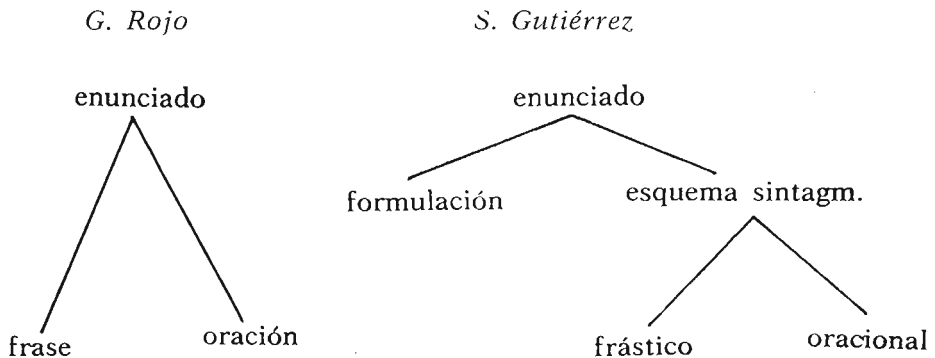 G. Rojo S. Gutiérrez
enunciado enunciado
formulación esquema sintagm.
frase oración frástico oracional